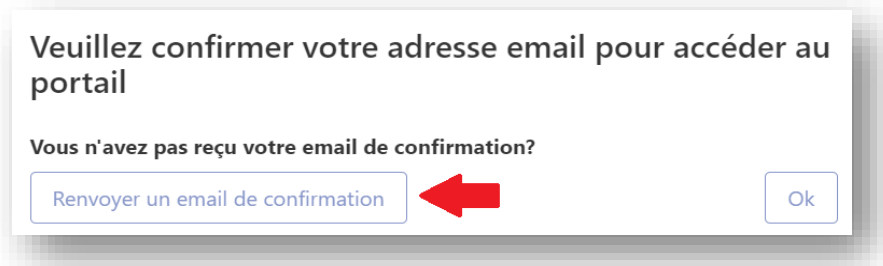 Veuillez confirmer votre adresse email pour accéder au
portail
Vous n'avez pas reçu votre email de confirmation?
Renvoyer un email de confirmation
Ok